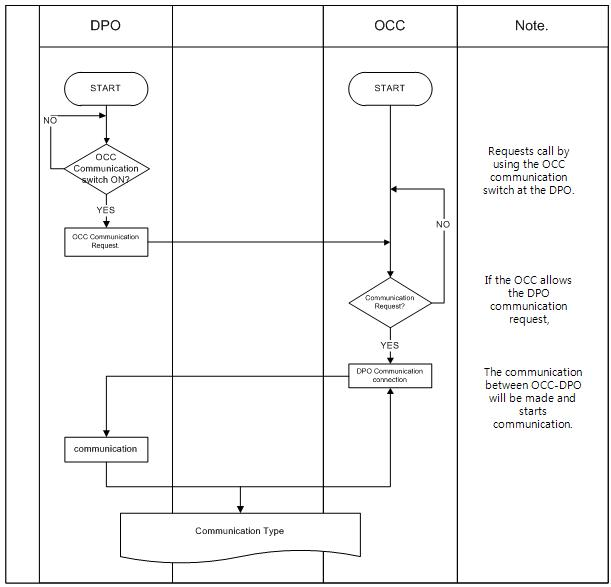 DPO
OCC
Note.
START
START
NO
OCC
Communication
switch ON?
YES
OCC Communication
Request.
Requests call by
using the OCC
communication
switch at the DPO.
NO
Communication
Request?
YES
If the OCC allows
the DPO
communication
request,
DPO Communication
connection
The communication
between OCC-DPO
will be made and
starts
communication.
communication
Communication Type